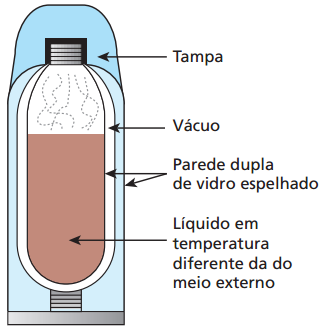 Tampa
Vácuo
Parede dupla
de vidro espelhado
Líquido em
temperatura
diferente da do
meio externo